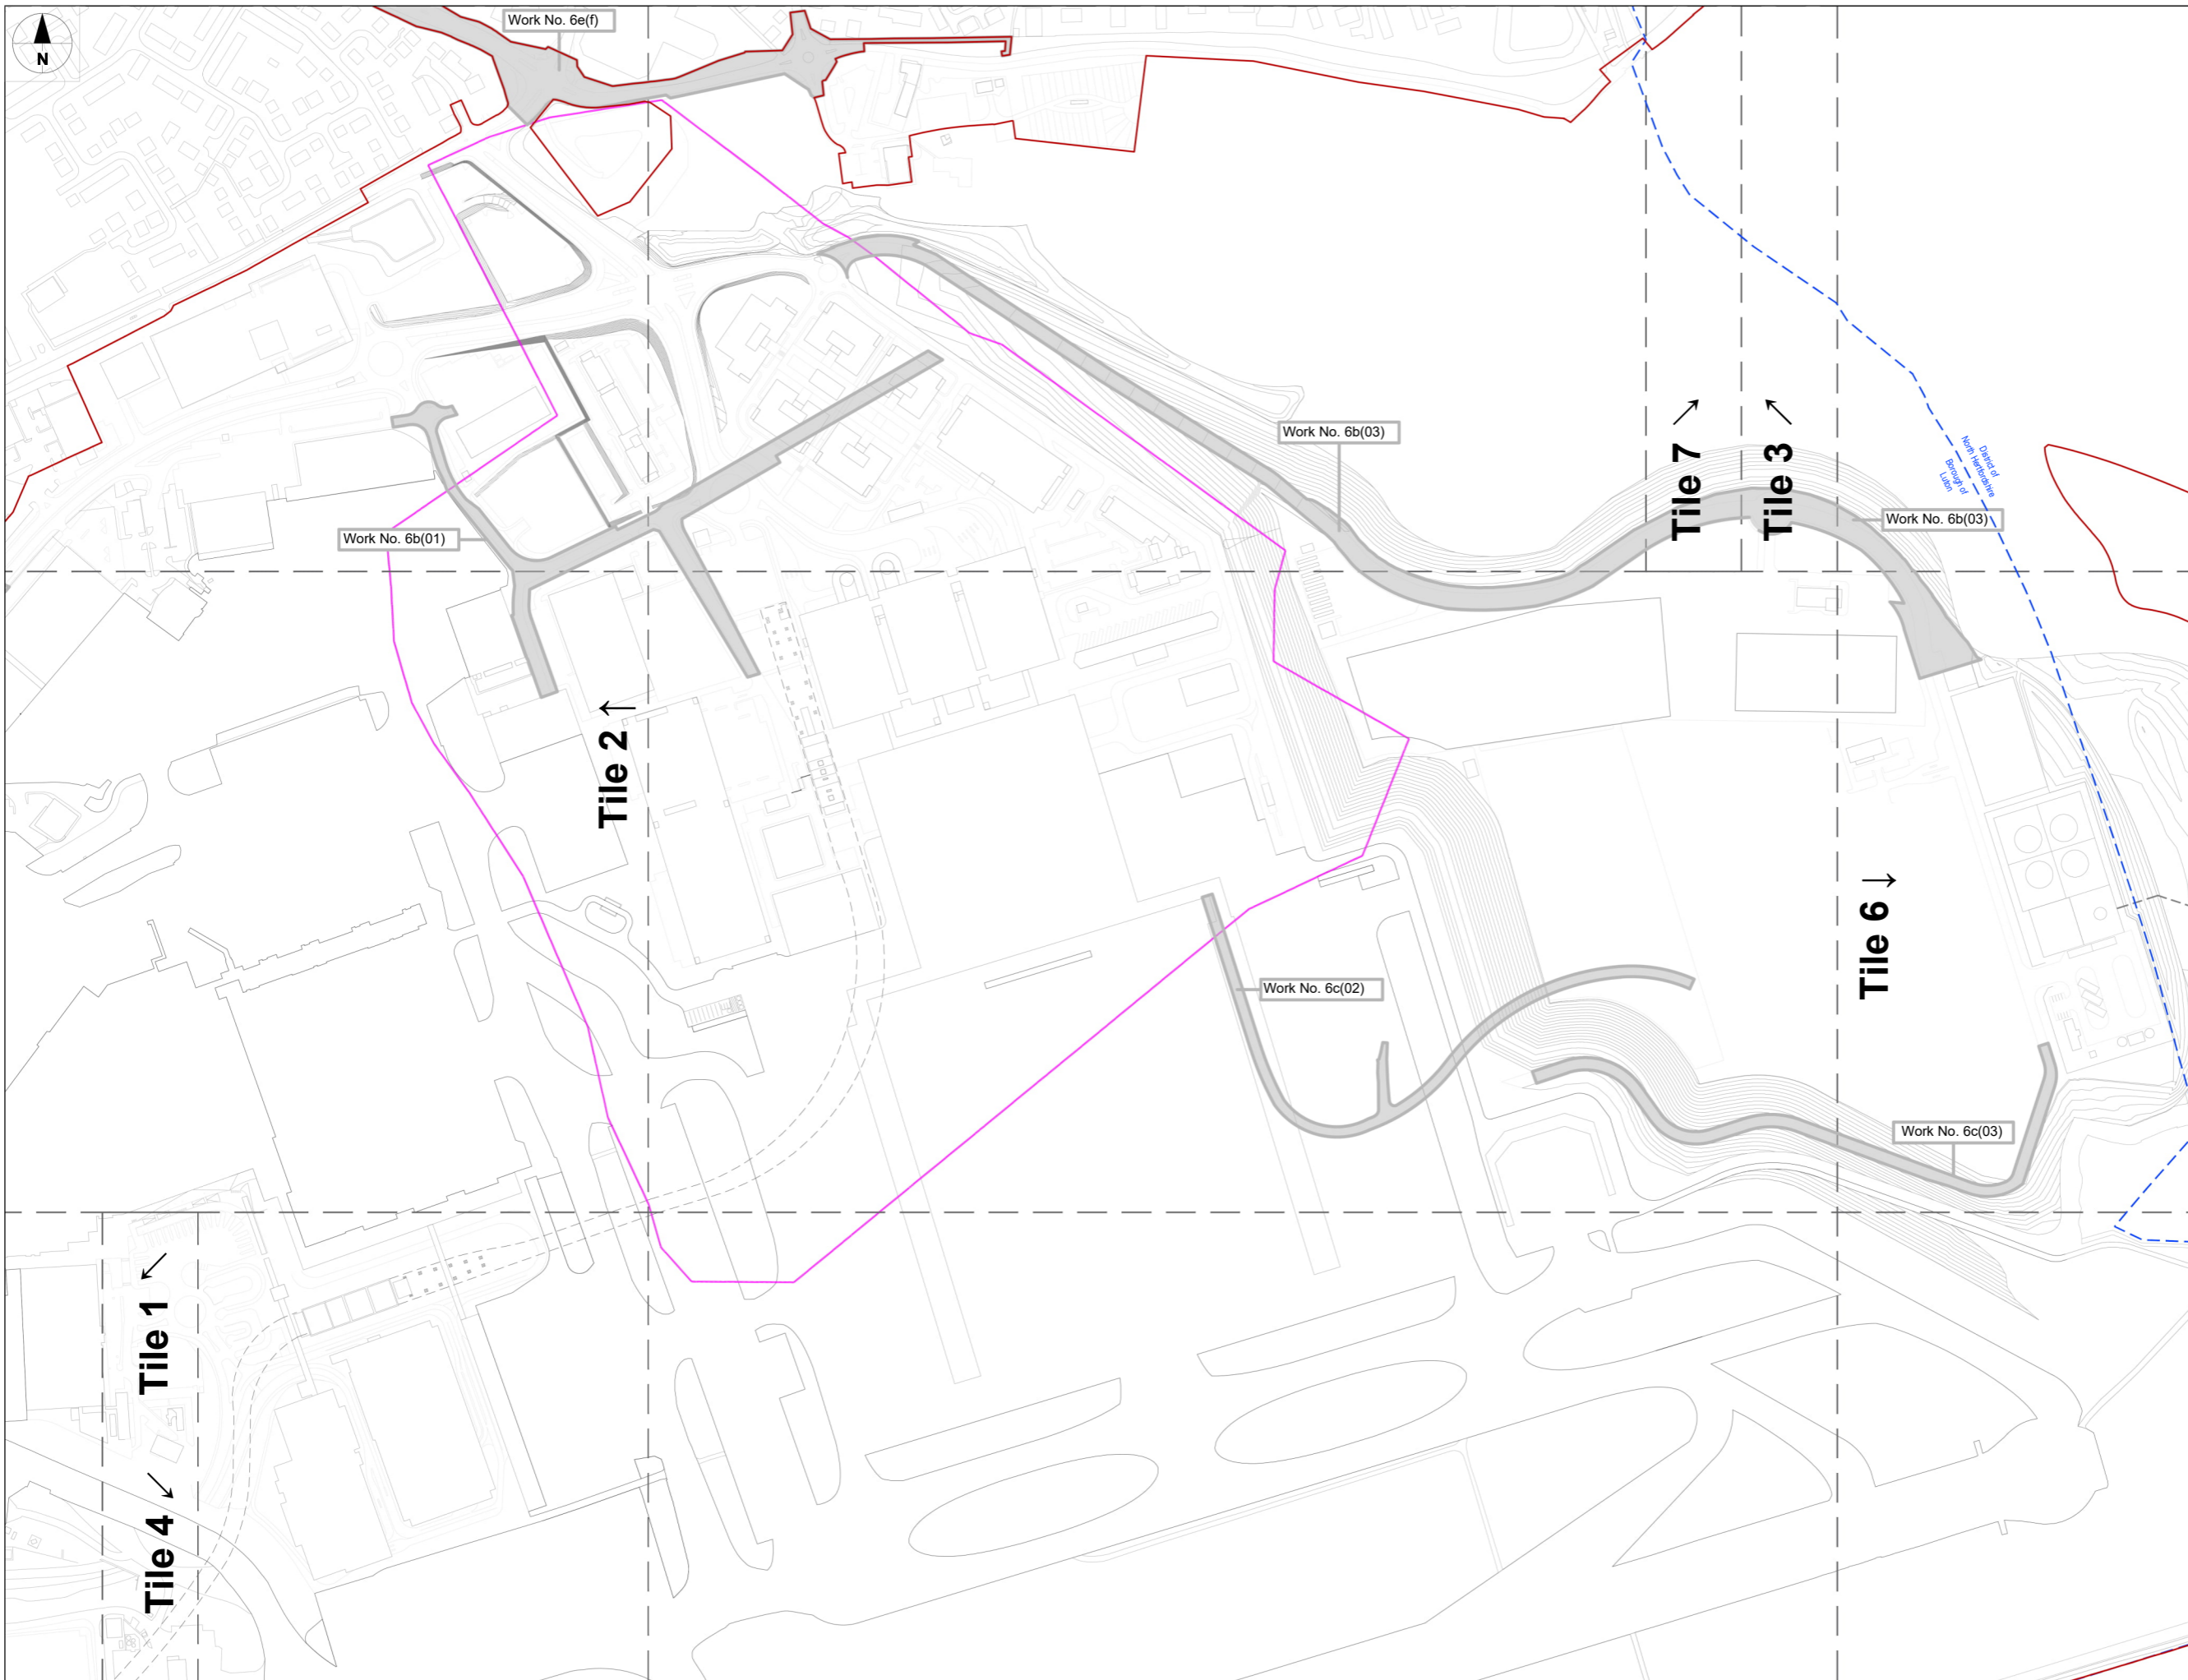 Work No. 6e(f)
N
Work No. 6b(03)
Tile 7
Tile 3
District of
North Hertfordshire
Borough of
Luton
Work No. 6b(03)
Work No. 6b(01)
Tile 2
Tile 6
Work No. 6c(02)
Work No. 6c(03)
Tile 1
Tile 4